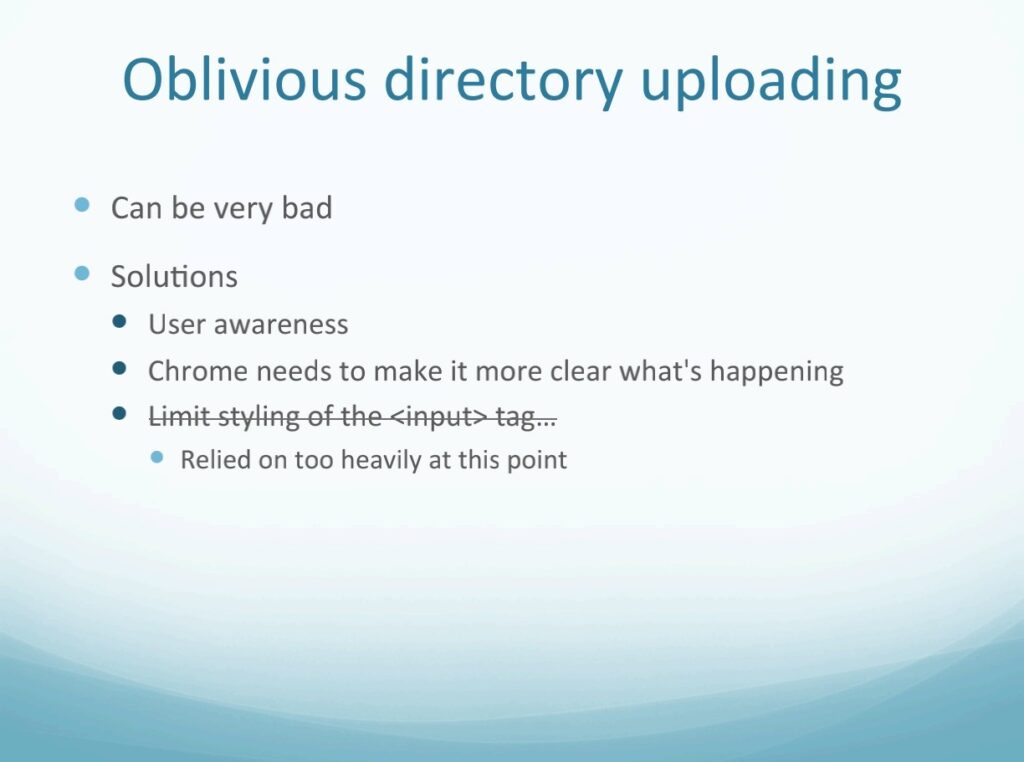 Oblivious directory uploading
Can be very bad
Solutions
User awareness
Chrome needs to make it more clear what's happening
Limit styling of the <input> tag...
Relied on too heavily at this point